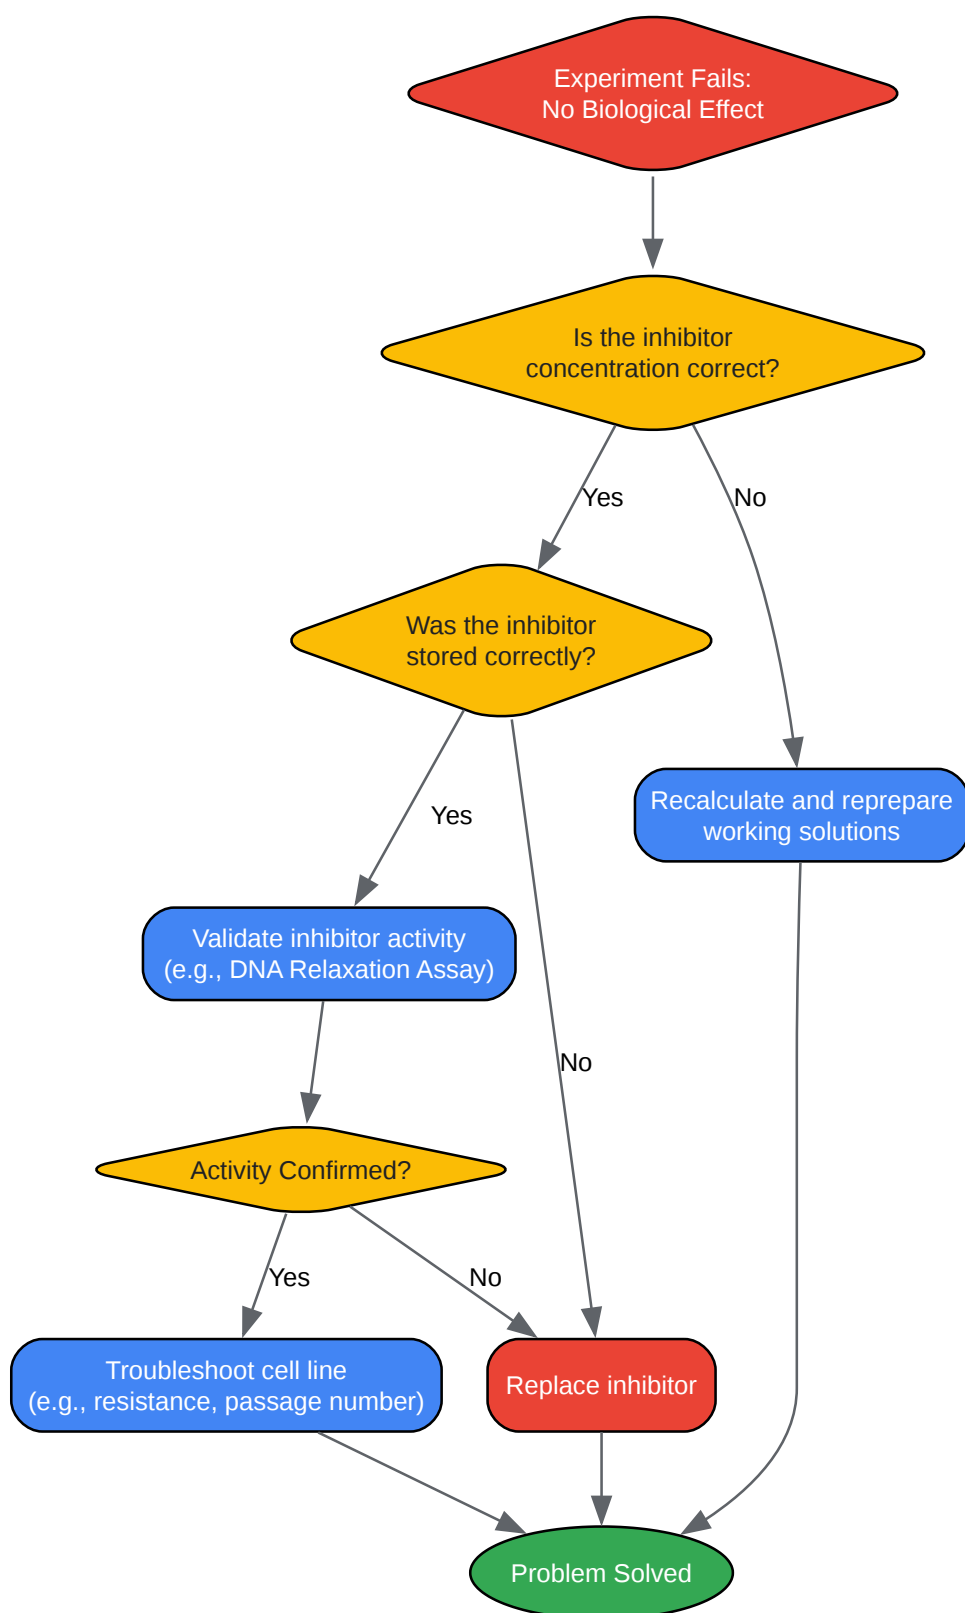 Experiment Fails:
No Biological Effect
Is the inhibitor
concentration correct?
Yes
No
Was the inhibitor
stored correctly?
Recalculate and reprepare
working solutions
Yes
Validate inhibitor activity
(e.g., DNA Relaxation Assay)
No
Activity Confirmed?
Yes
No
Troubleshoot cell line
(e.g., resistance, passage number)
Replace inhibitor
Problem Solved